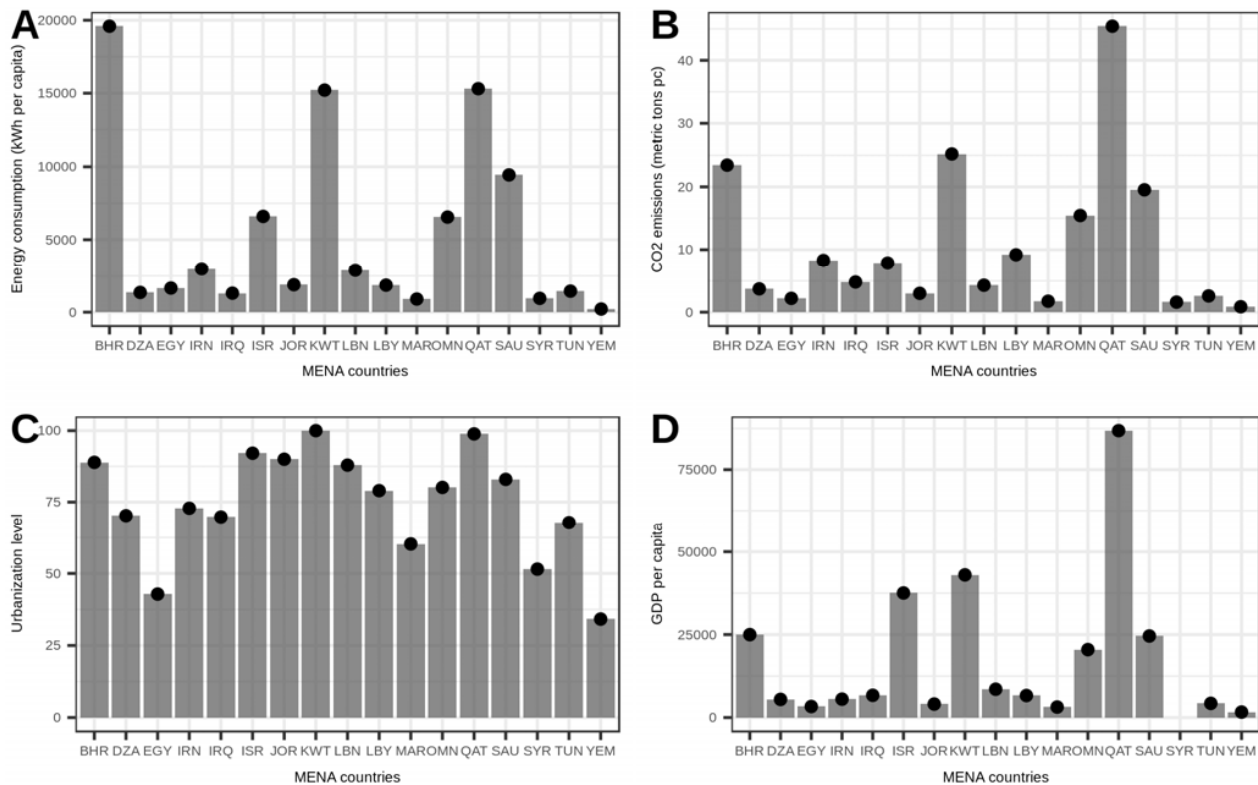 A
Energy consumption (kWh per capita)
20000
15000
10000
5000
0
BHR DZA EGY IRN IRQ ISR JOR KWT LBN LBY MAR OMN QAT SAU SYR TUN YEM
MENA countries
B
CO2 emissions (metric tons pc)
40
30
20
10
0
BHR DZA EGY IRN IRQ ISR JOR KWT LBN LBY MAR OMN QAT SAU SYR TUN YEM
MENA countries
C
Urbanization level
100
75
50
25
0
BHR DZA EGY IRN IRQ ISR JOR KWT LBN LBY MAR OMN QAT SAU SYR TUN YEM
MENA countries
D
GDP per capita
75000
50000
25000
0
BHR DZA EGY IRN IRQ ISR JOR KWT LBN LBY MAR OMN QAT SAU SYR TUN YEM
MENA countries